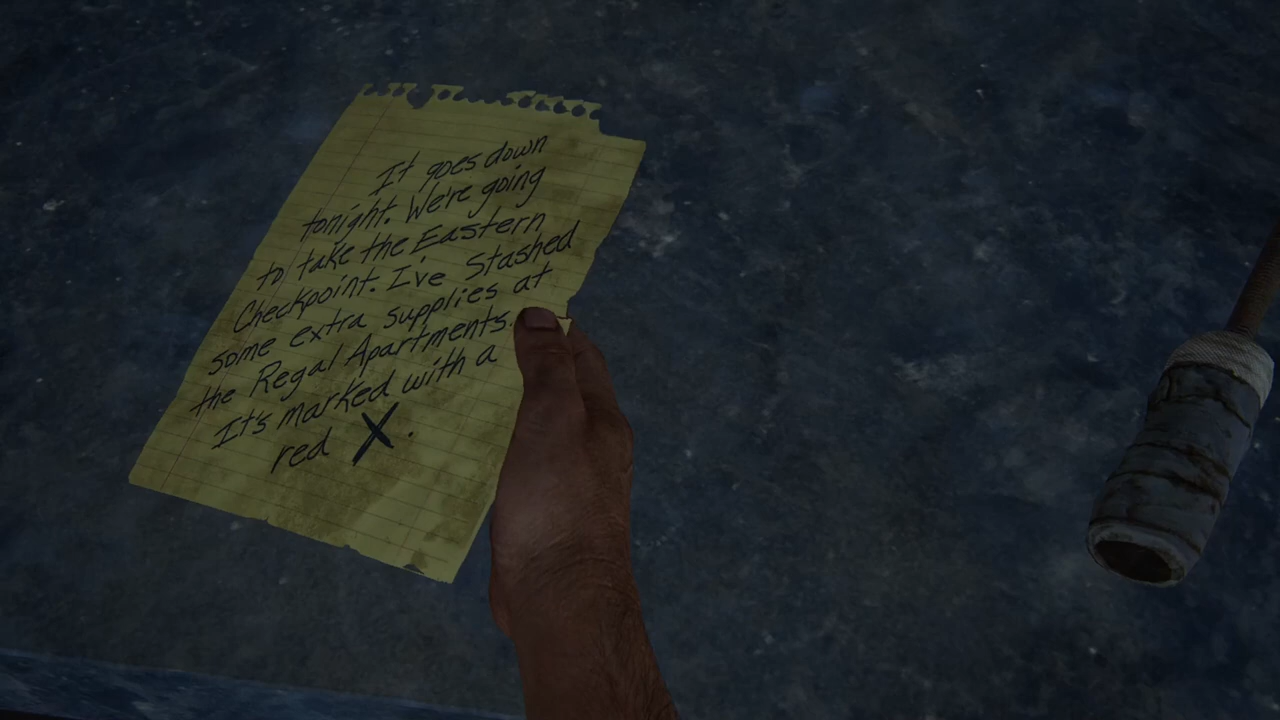 It goes down
tonight. We're going
to take the Eastern
Checkpoint. I've Stashed
some extra supplies at
the Regal Apartments.
It's marked with a
red X.